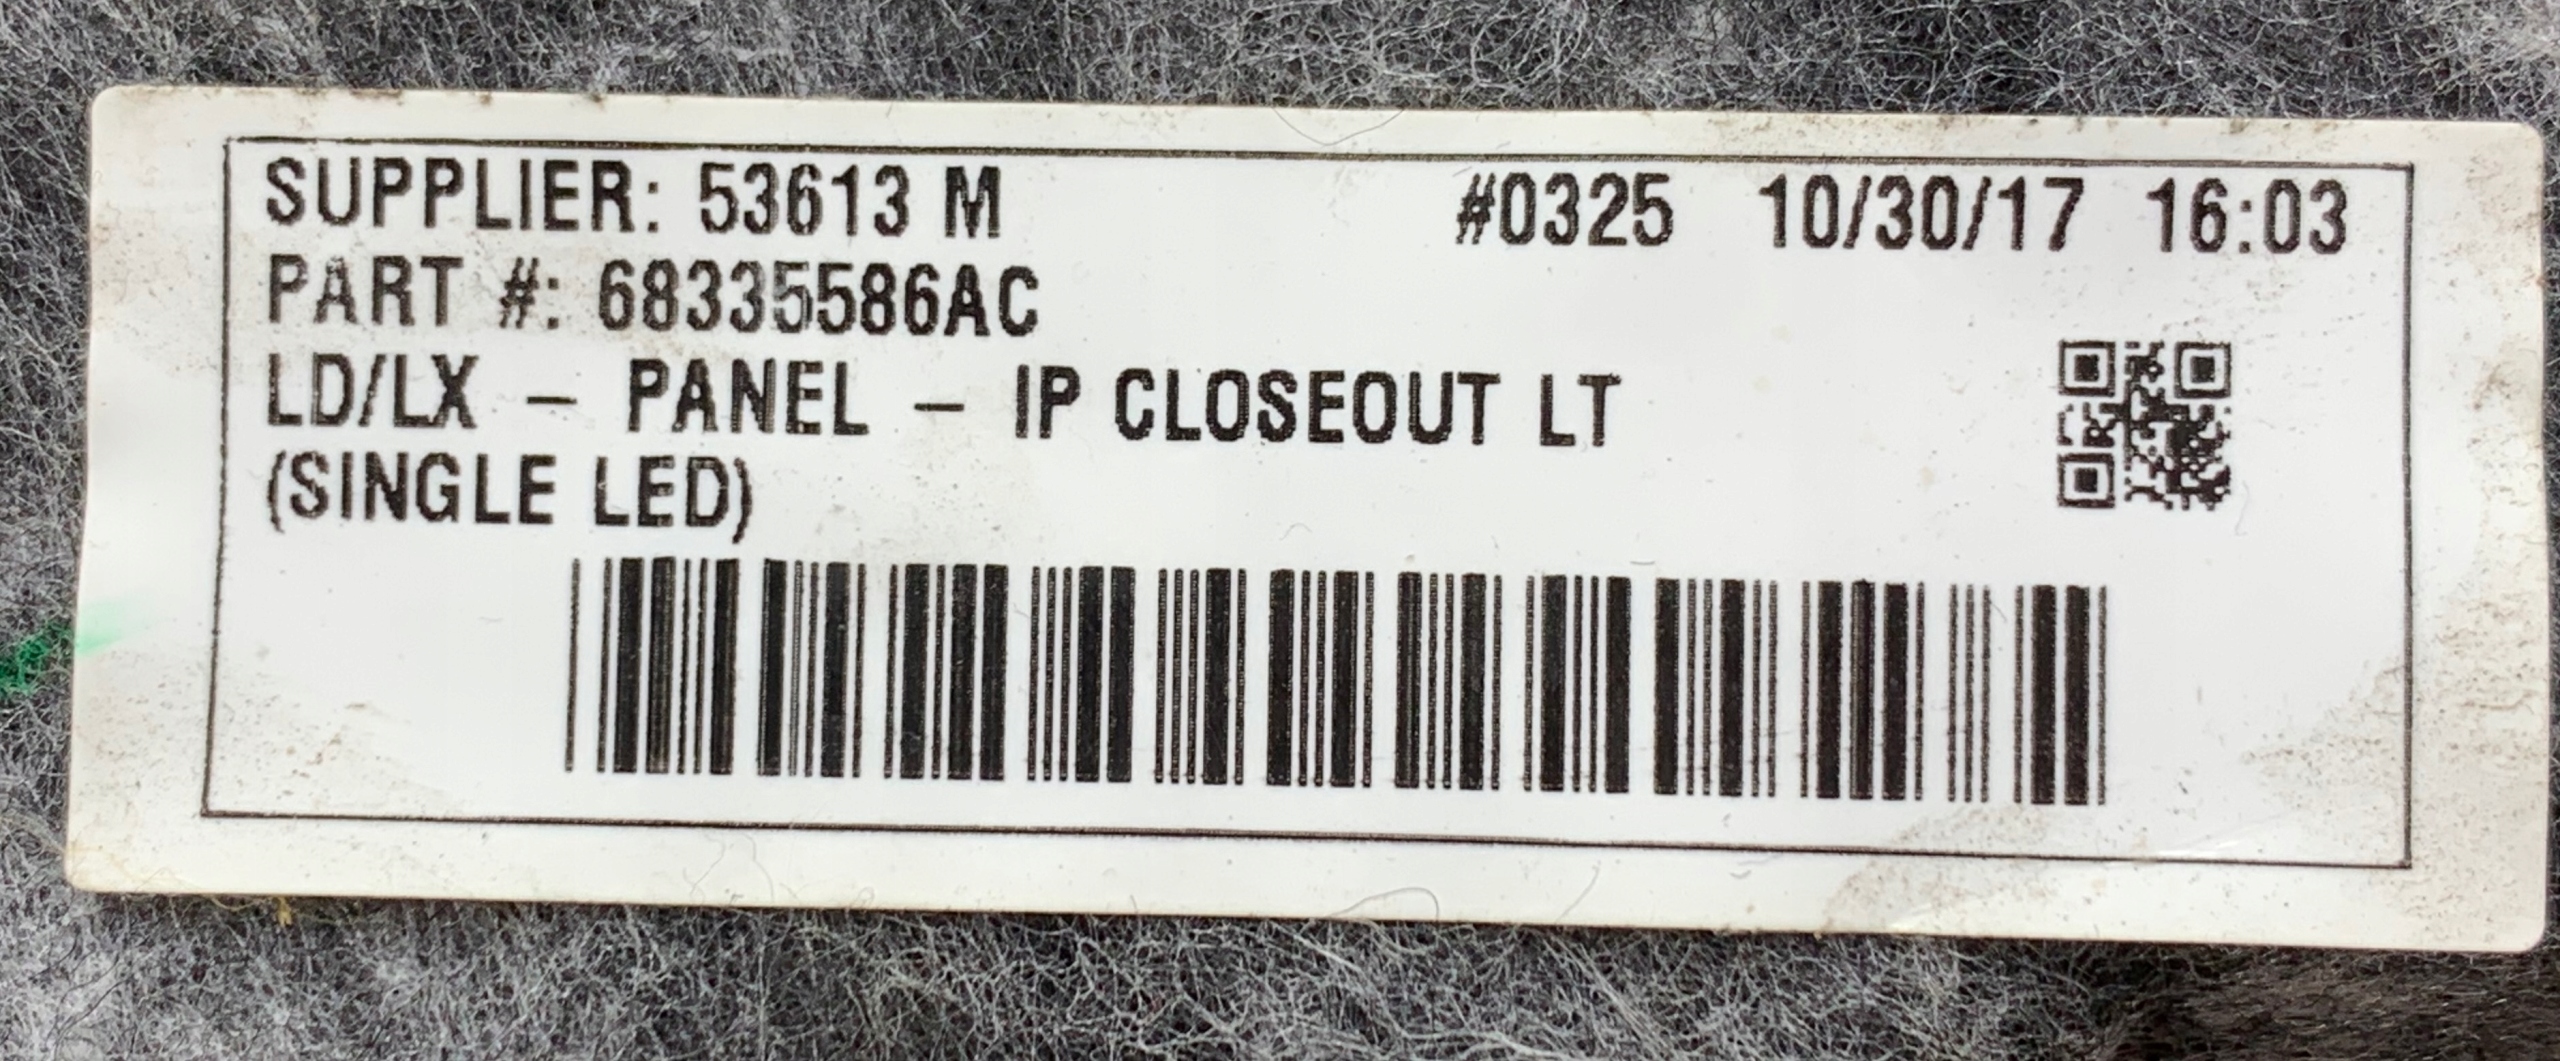 SUPPLIER: 53613 M #0325 10/30/17 16:03
PART #: 68335586AC
LD/LX - PANEL - IP CLOSEOUT LT
(SINGLE LED)